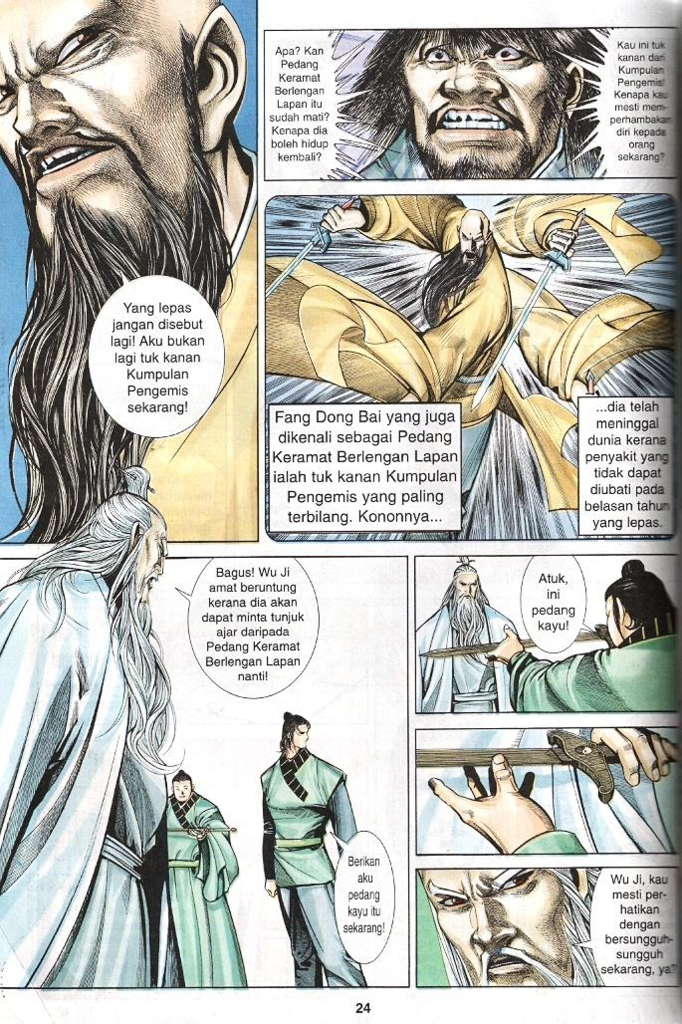 Yang lepas
jangan disebut
lagi! Aku bukan
lagi tuk kanan
Kumpulan
Pengemis
sekarang!
Apa? Kan
Pedang
Keramat
Berlengan
Lapan itu
sudah mati?
Kenapa dia
boleh hidup
kembali?
Kau ini tuk
kanan dari
Kumpulan
Pengemis!
Kenapa kau
mesti mem-
perhambakan
diri kepada
orang
sekarang?
Fang Dong Bai yang juga
dikenali sebagai Pedang
Keramat Berlengan Lapan
ialah tuk kanan Kumpulan
Pengemis yang paling
terbilang. Kononnya...
...dia telah
meninggal
dunia kerana
penyakit yang
tidak dapat
diubati pada
belasan tahun
yang lepas.
Bagus! Wu Ji
amat beruntung
kerana dia akan
dapat minta tunjuk
ajar daripada
Pedang Keramat
Berlengan Lapan
nanti!
Berikan
aku
pedang
kayu itu
sekarang!
Atuk,
ini
pedang
kayu!
Wu Ji, kau
mesti per-
hatikan
dengan
bersungguh-
sungguh
sekarang, ya?
24